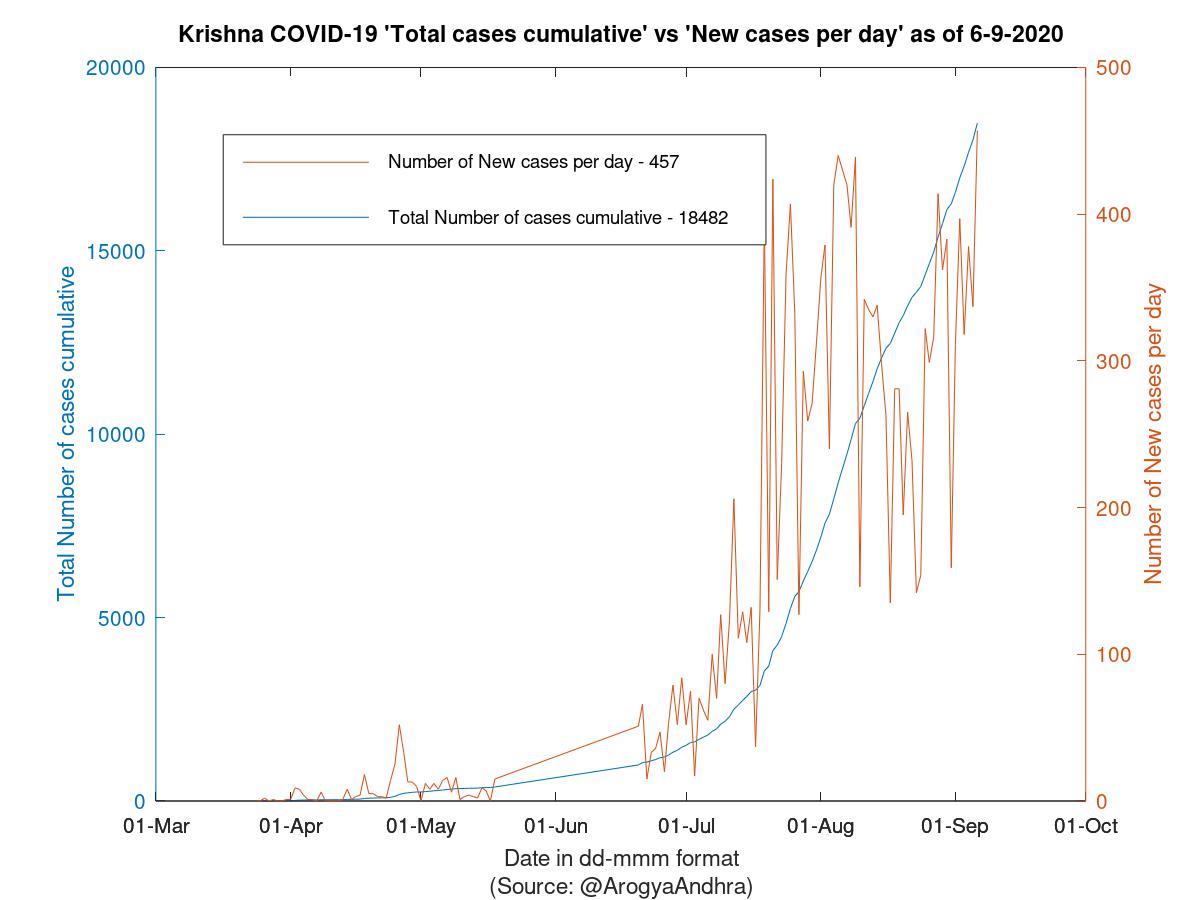 Krishna COVID-19 'Total cases cumulative' vs 'New cases per day' as of 6-9-2020
20000
15000
10000
5000
0
Total Number of cases cumulative
Number of New cases per day - 457
Total Number of cases cumulative - 18482
500
400
300
200
100
0
Number of New cases per day
01-Mar 01-Apr 01-May 01-Jun 01-Jul 01-Aug 01-Sep 01-Oct
Date in dd-mmm format
(Source: @ArogyaAndhra)